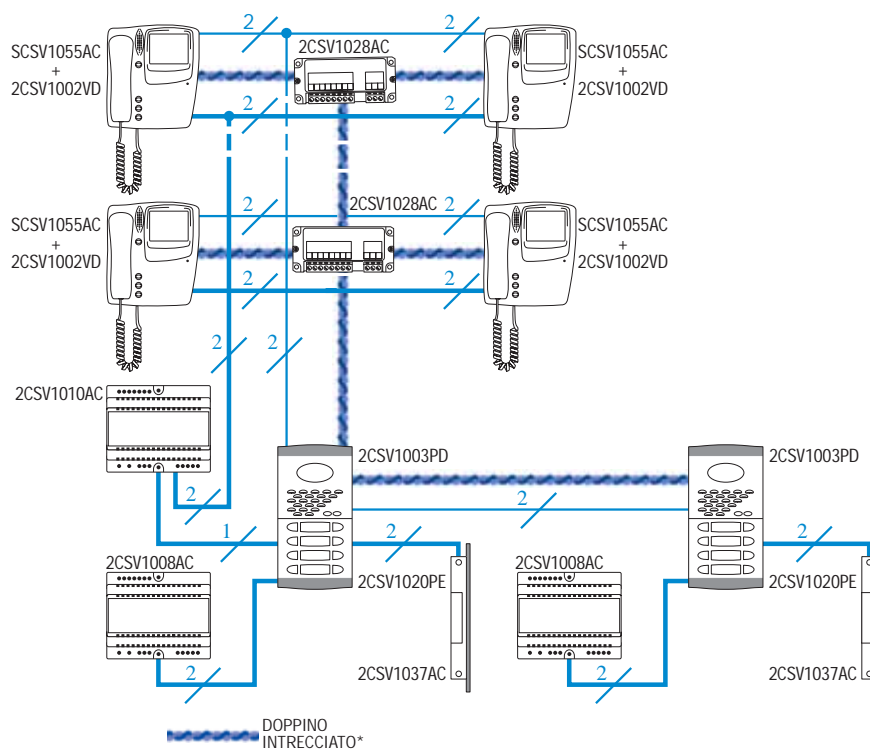 2 2
2CSV1028AC
SCSV1055AC
+
2CSV1002VD
SCSV1055AC
+
2CSV1002VD
2 2
2CSV1028AC
2 2
SCSV1055AC
+
2CSV1002VD
SCSV1055AC
+
2CSV1002VD
2 2
2 2
2CSV1010AC
2CSV1003PD
2CSV1003PD
2
2
1
2
2
2CSV1008AC
2CSV1020PE
2CSV1008AC
2CSV1020PE
2
2CSV1037AC
2
2CSV1037AC
DOPPINO
INTRECCIATO*